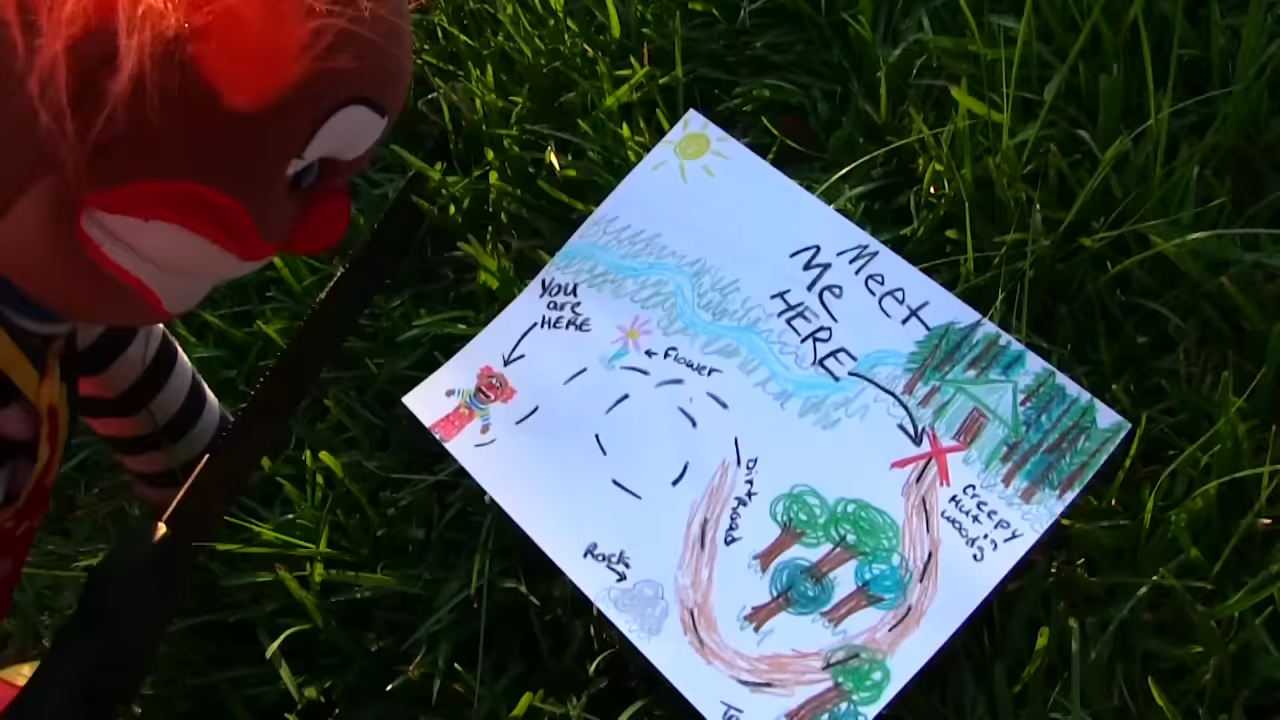 Meet
Me
HERE
You
are
HERE
Flower
Dirt Road
Creepy
Hut in
woods
Rock